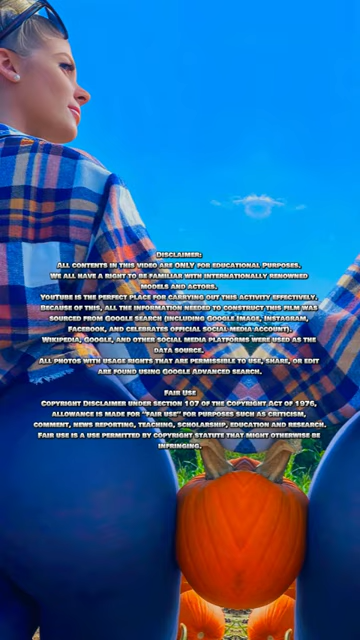 Disclaimer:
All contents in this video are only for educational purposes.
We all have a right to be familiar with internationally renowned
models and actors.
YouTube is the perfect place for carrying out this activity effectively.
Because of this, all the information needed to construct this film was
sourced from Google search (including Google Image, Instagram,
Facebook, and celebrates official social media account).
Wikipedia, Google, and other social media platforms were used as the
data source.
All photos with usage rights that are permissible to use, share, or edit
are found using Google Advanced search.
Fair Use
Copyright Disclaimer under section 107 of the Copyright Act of 1976,
allowance is made for "fair use" for purposes such as criticism,
comment, news reporting, teaching, scholarship, education and research.
Fair use is a use permitted by copyright statute that might otherwise be
infringing.